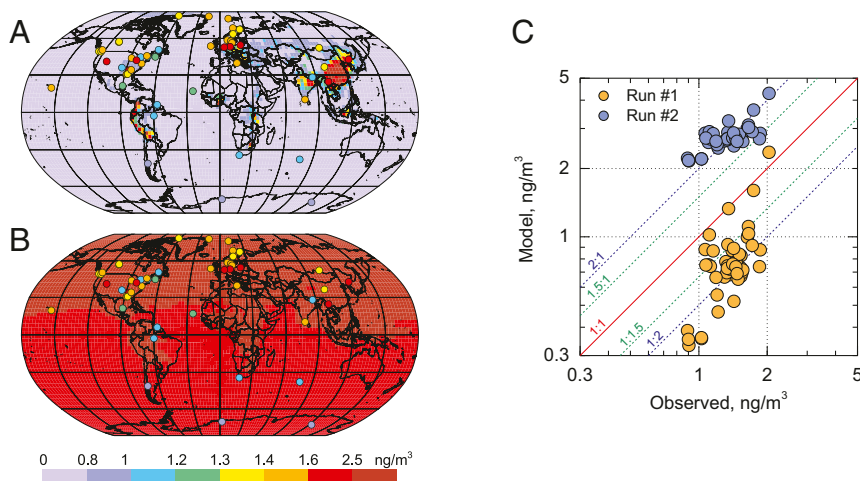 A
B
0 0.8 1 1.2 1.3 1.4 1.6 2.5 ng/m³
C
Run #1
Run #2
5
2
1
0.3
Model, ng/m³
2:1
1.5:1
1:1
1:1.5
1:2
0.3 1 2 5
Observed, ng/m³